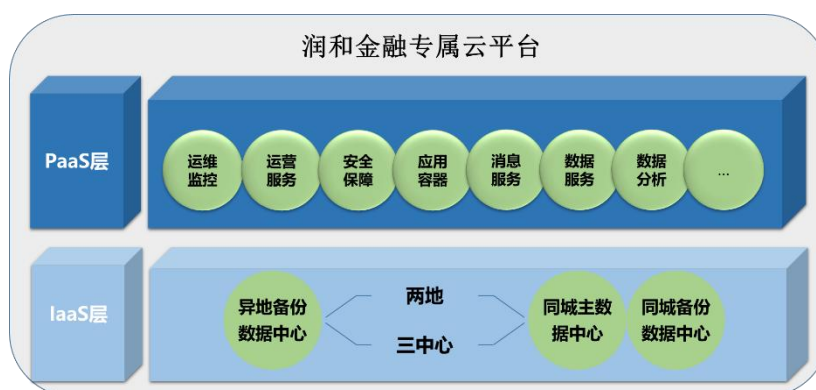 润和金融专属云平台
PaaS层
运维
监控
运营
服务
安全
保障
应用
容器
消息
服务
数据
服务
数据
分析
...
IaaS层
异地备份
数据中心
两地
三中心
同城主数
据中心
同城备份
数据中心